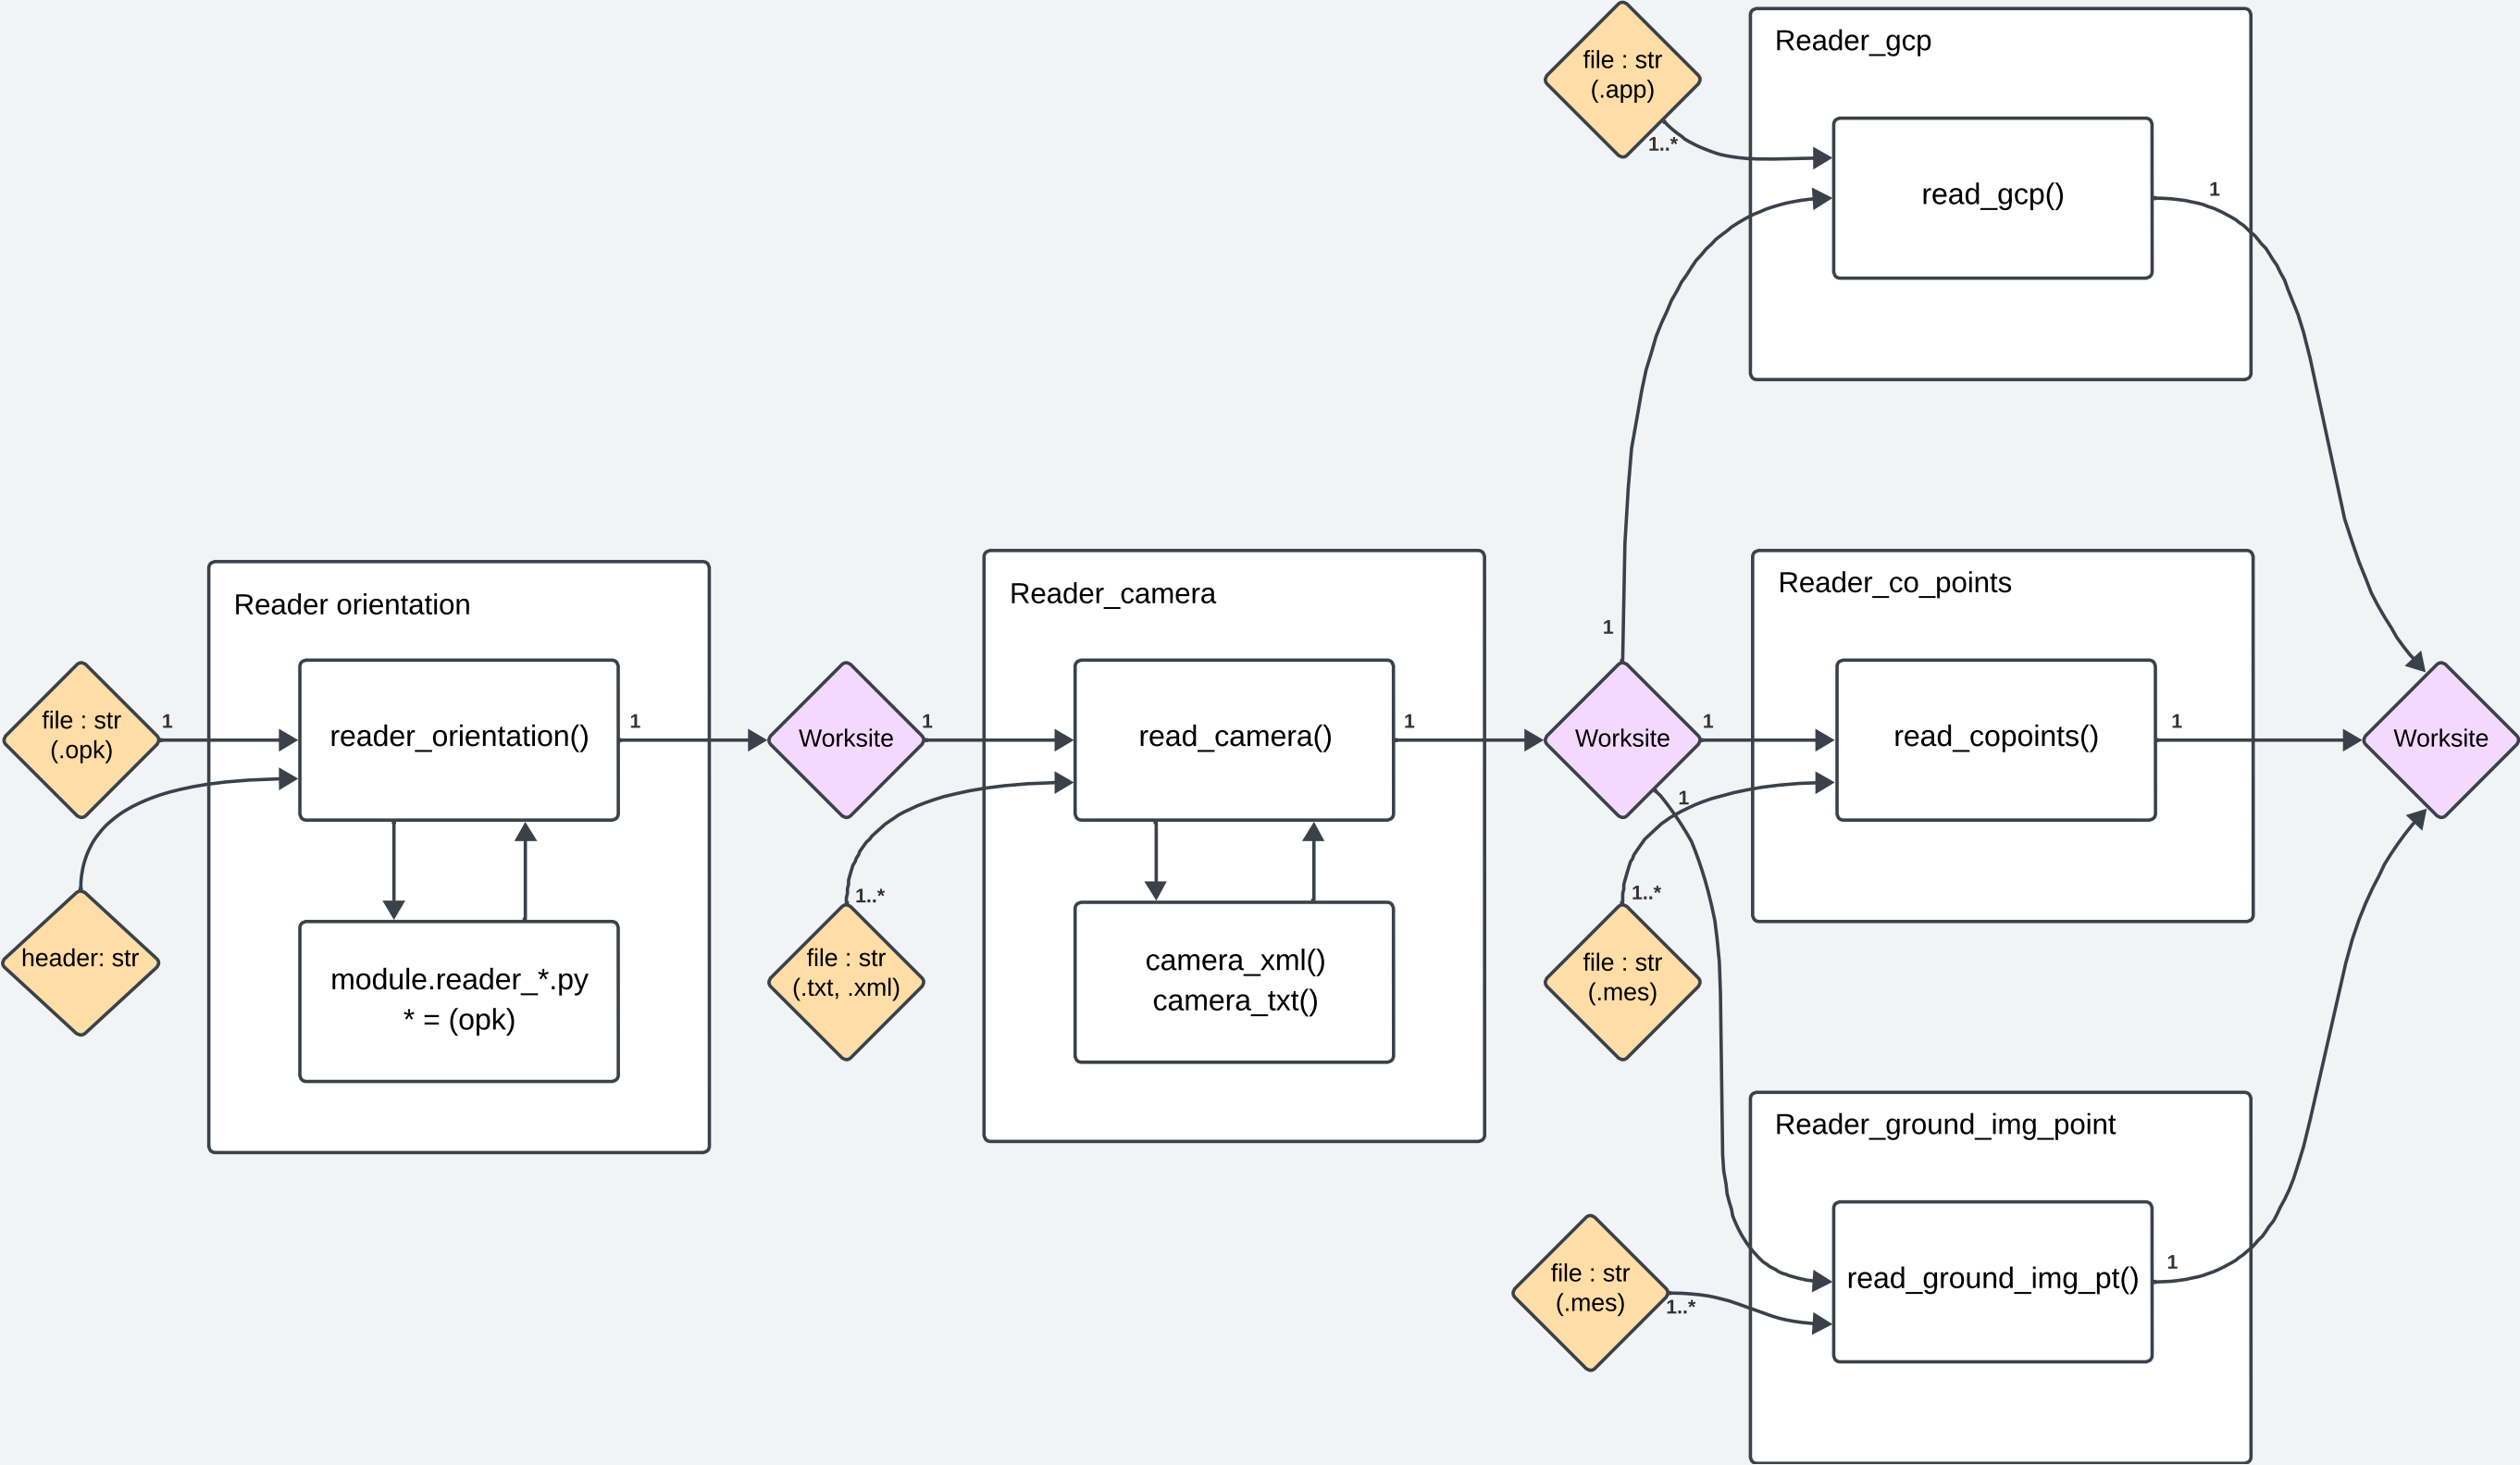 file : str
(.app)
1..*
Reader_gcp
read_gcp()
1
Reader orientation
file : str
(.opk)
1
reader_orientation()
1
header: str
module.reader_*.py
* = (opk)
Worksite
1
Reader_camera
read_camera()
1
file : str
(.txt, .xml)
1..*
camera_xml()
camera_txt()
1
Worksite
1
1
Reader_co_points
read_copoints()
1
Worksite
1..*
file : str
(.mes)
Reader_ground_img_point
file : str
(.mes)
1..*
read_ground_img_pt()
1